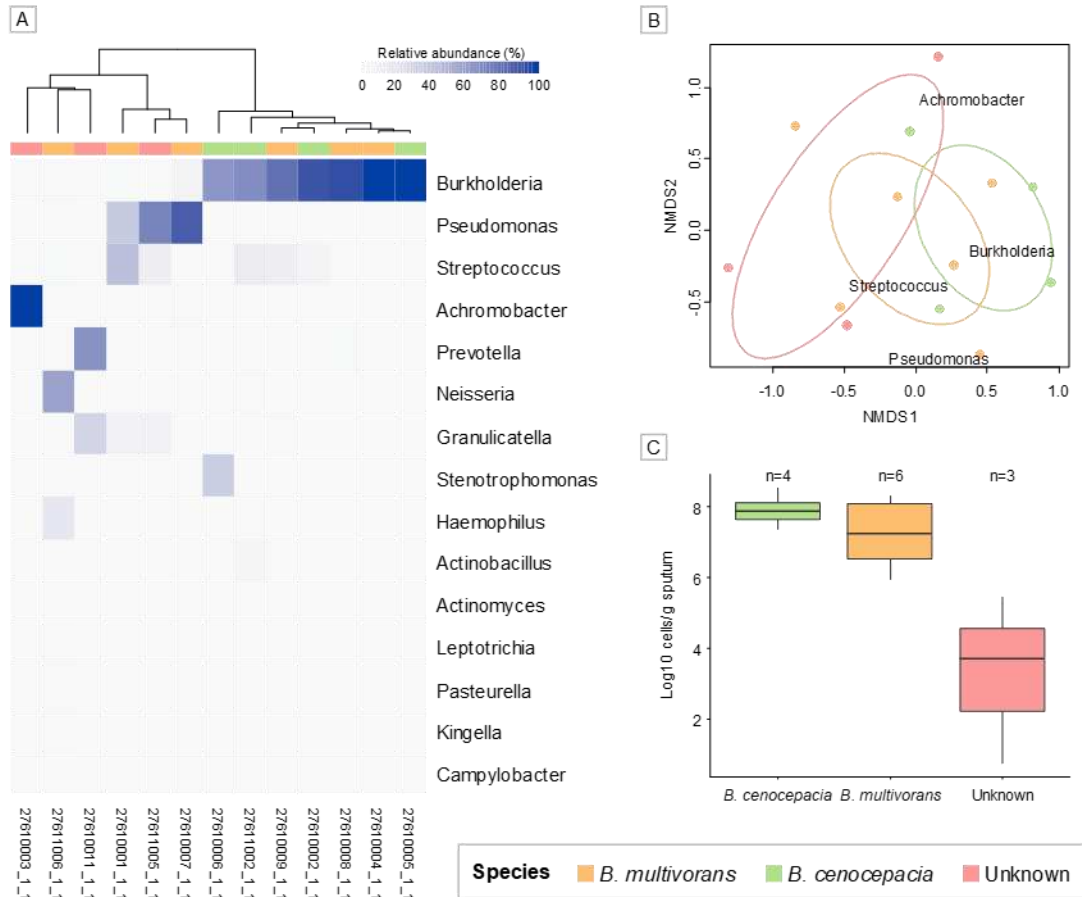 A
Relative abundance (%)
0 20 40 60 80 100
Burkholderia
Pseudomonas
Streptococcus
Achromobacter
Prevotella
Neisseria
Granulicatella
Stenotrophomonas
Haemophilus
Actinobacillus
Actinomyces
Leptotrichia
Pasteurella
Kingella
Campylobacter
27610003_1_1
27611006_1_1
27610011_1_1
27610001_1_1
27611005_1_1
27610007_1_1
27610006_1_1
27611002_1_1
27610009_1_1
27610002_1_1
27610008_1_1
27610004_1_1
27610005_1_1
B
NMDS2
1.0
0.5
0.0
-0.5
Achromobacter
Burkholderia
Streptococcus
Pseudomonas
-1.0 -0.5 0.0 0.5 1.0
NMDS1
C
Log10 cells/g sputum
n=4 n=6 n=3
8
6
4
2
B. cenocepacia B. multivorans Unknown
Species B. multivorans B. cenocepacia Unknown